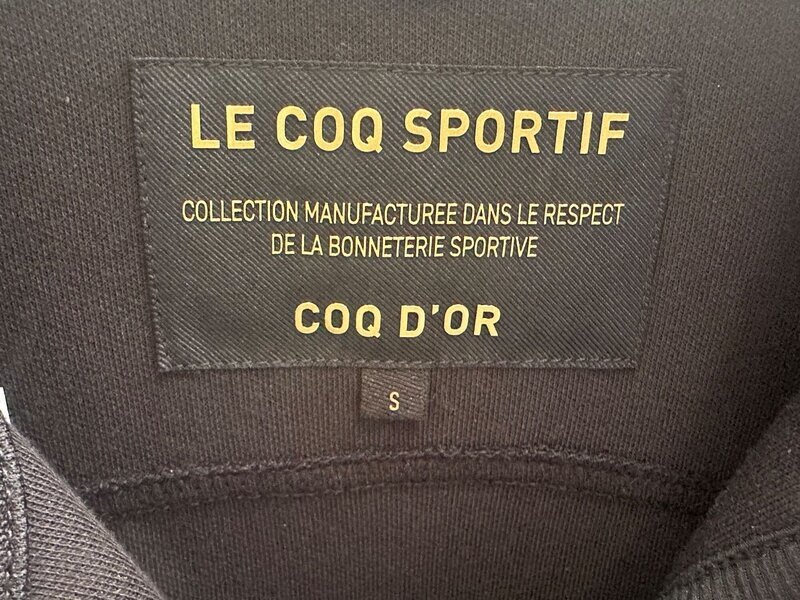 LE COQ SPORTIF
COLLECTION MANUFACTUREE DANS LE RESPECT
DE LA BONNETERIE SPORTIVE
COQ D'OR
S